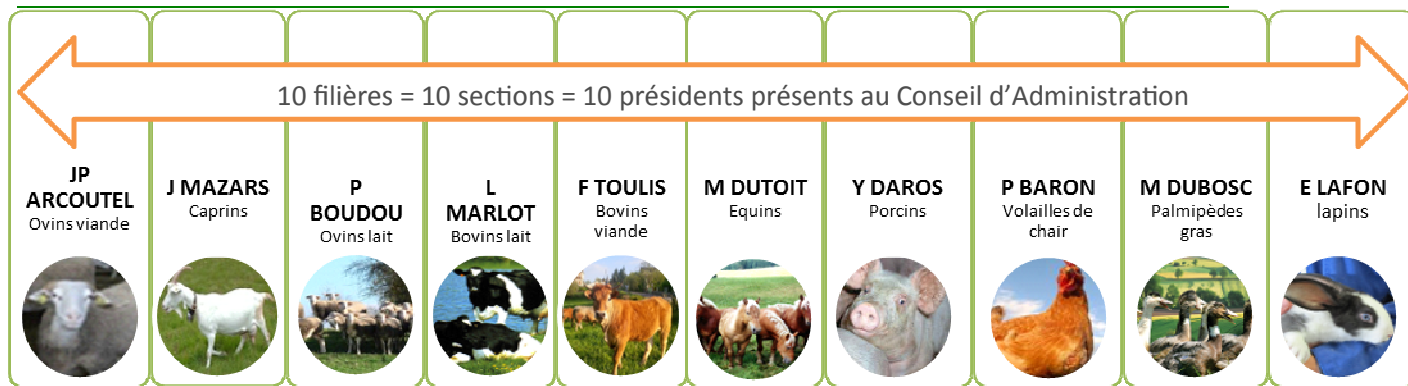 10 filières = 10 sections = 10 présidents présents au Conseil d’Administration
JP
ARCOUTEL
Ovins viande
J MAZARS
Caprins
P
BOUDOU
Ovins lait
L
MARLOT
Bovins lait
F TOULIS
Bovins
viande
M DUTOIT
Equins
Y DAROS
Porcins
P BARON
Volailles de
chair
M DUBOSC
Palmipèdes
gras
E LAFON
lapins